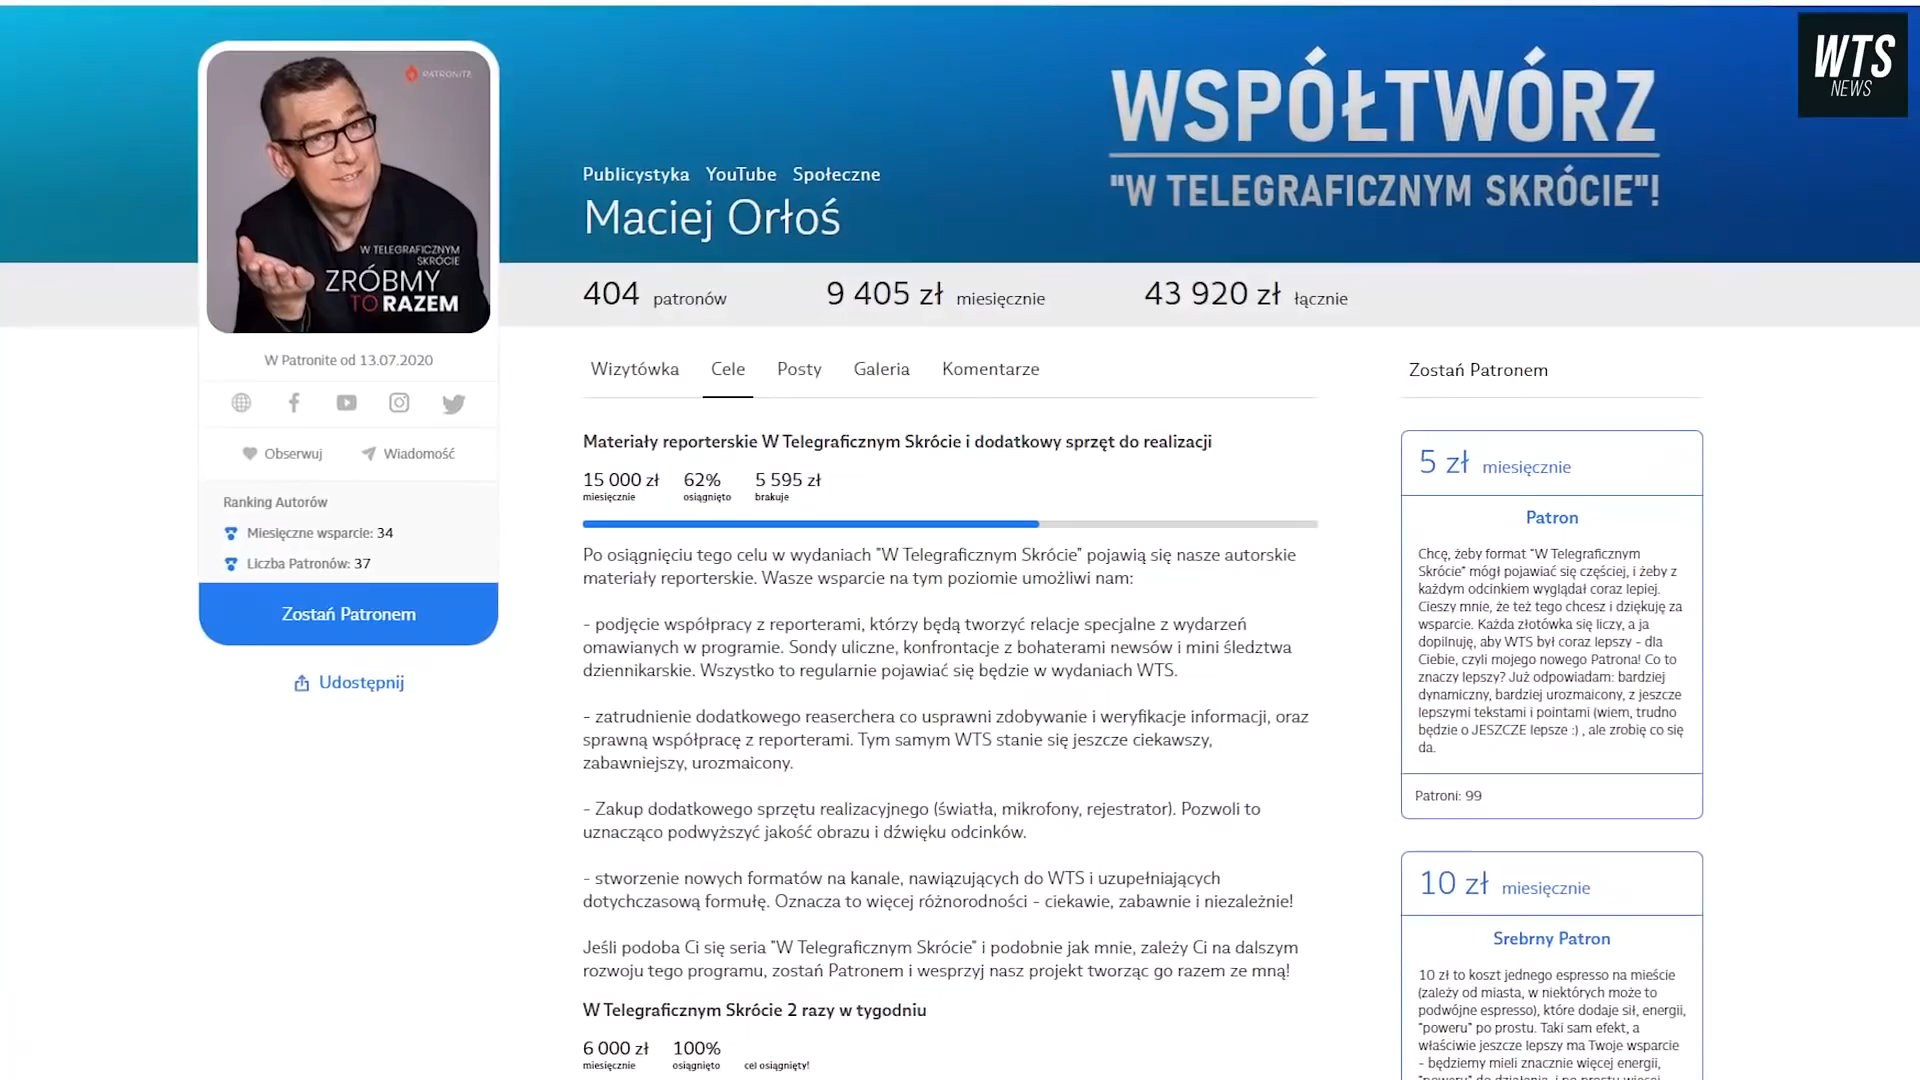 WTS
NEWS
WSPÓŁTWÓRZ
"W TELEGRAFICZNYM SKRÓCIE"!
PATRONITE
W TELEGRAFICZNYM
SKRÓCIE
ZRÓBMY
TO RAZEM
W Patronite od 13.07.2020
Obserwuj Wiadomość
Ranking Autorów
Miesięczne wsparcie: 34
Liczba Patronów: 37
Zostań Patronem
Udostępnij
Publicystyka YouTube Społeczne
Maciej Orłoś
404 patronów 9 405 zł miesięcznie 43 920 zł łącznie
Wizytówka Cele Posty Galeria Komentarze
Materiały reporterskie W Telegraficznym Skrócie i dodatkowy sprzęt do realizacji
15 000 zł 62% 5 595 zł
miesięcznie osiągnięto brakuje
Po osiągnięciu tego celu w wydaniach "W Telegraficznym Skrócie" pojawią się nasze autorskie
materiały reporterskie. Wasze wsparcie na tym poziomie umożliwi nam:
- podjęcie współpracy z reporterami, którzy będą tworzyć relacje specjalne z wydarzeń
omawianych w programie. Sondy uliczne, konfrontacje z bohaterami newsów i mini śledztwa
dziennikarskie. Wszystko to regularnie pojawiać się będzie w wydaniach WTS.
- zatrudnienie dodatkowego reaserchera co usprawni zdobywanie i weryfikacje informacji, oraz
sprawną współpracę z reporterami. Tym samym WTS stanie się jeszcze ciekawszy,
zabawniejszy, urozmaicony.
- Zakup dodatkowego sprzętu realizacyjnego (światła, mikrofony, rejestrator). Pozwoli to
uznacząco podwyższyć jakość obrazu i dźwięku odcinków.
- stworzenie nowych formatów na kanale, nawiązujących do WTS i uzupełniających
dotychczasową formułę. Oznacza to więcej różnorodności - ciekawie, zabawnie i niezależnie!
Jeśli podoba Ci się seria "W Telegraficznym Skrócie" i podobnie jak mnie, zależy Ci na dalszym
rozwoju tego programu, zostań Patronem i wesprzyj nasz projekt tworząc go razem ze mną!
W Telegraficznym Skrócie 2 razy w tygodniu
6 000 zł 100%
miesięcznie osiągnięto cel osiągnięty!
Zostań Patronem
5 zł miesięcznie
Patron
Chcę, żeby format "W Telegraficznym
Skrócie" mógł pojawiać się częściej, i żeby z
każdym odcinkiem wyglądał coraz lepiej.
Cieszy mnie, że też tego chcesz i dziękuję za
wsparcie. Każda złotówka się liczy, a ja
dopilnuję, aby WTS był coraz lepszy - dla
Ciebie, czyli mojego nowego Patrona! Co to
znaczy lepszy? Już odpowiadam: bardziej
dynamiczny, bardziej urozmaicony, z jeszcze
lepszymi tekstami i pointami (wiem, trudno
będzie o JESZCZE lepsze :) , ale zrobię co się
da.
Patroni: 99
10 zł miesięcznie
Srebrny Patron
10 zł to koszt jednego espresso na mieście
(zależy od miasta, w niektórych może to
podwójne espresso), które dodaje sił, energii,
"poweru" po prostu. Taki sam efekt, a
właściwie jeszcze lepszy ma Twoje wsparcie
- będziemy mieli znacznie więcej energii,
"poweru" do działania, i po prostu więcej